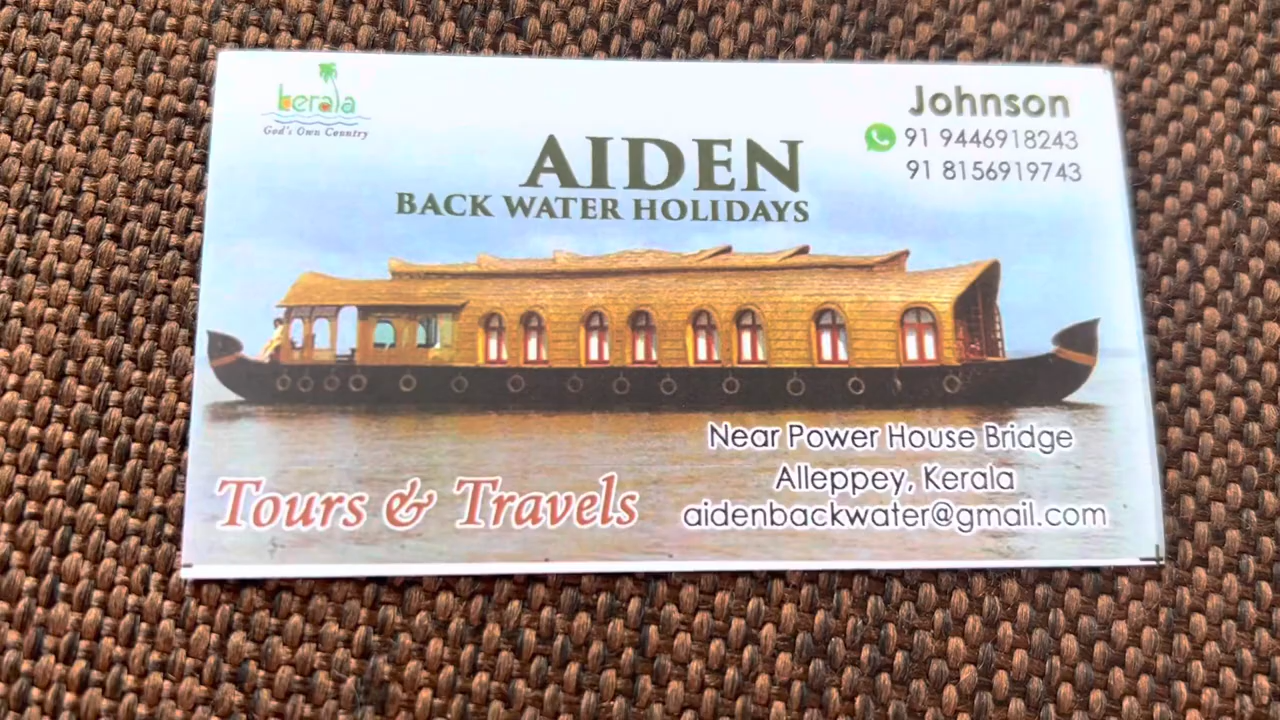 kerala
God's Own Country
Johnson
91 9446918243
91 8156919743
AIDEN
BACK WATER HOLIDAYS
Near Power House Bridge
Alleppey, Kerala
aidenbackwater@gmail.com
Tours & Travels